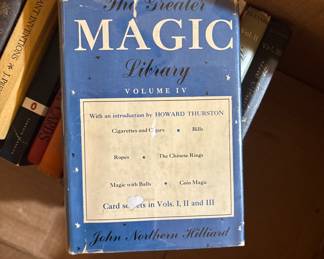 The Greater
MAGIC
Library
VOLUME IV
With an introduction by HOWARD THURSTON
Cigarettes and Cigars • Bills
Ropes • The Chinese Rings
Magic with Balls • Coin Magic
Card secrets in Vols. I, II and III
John Northern Hilliard